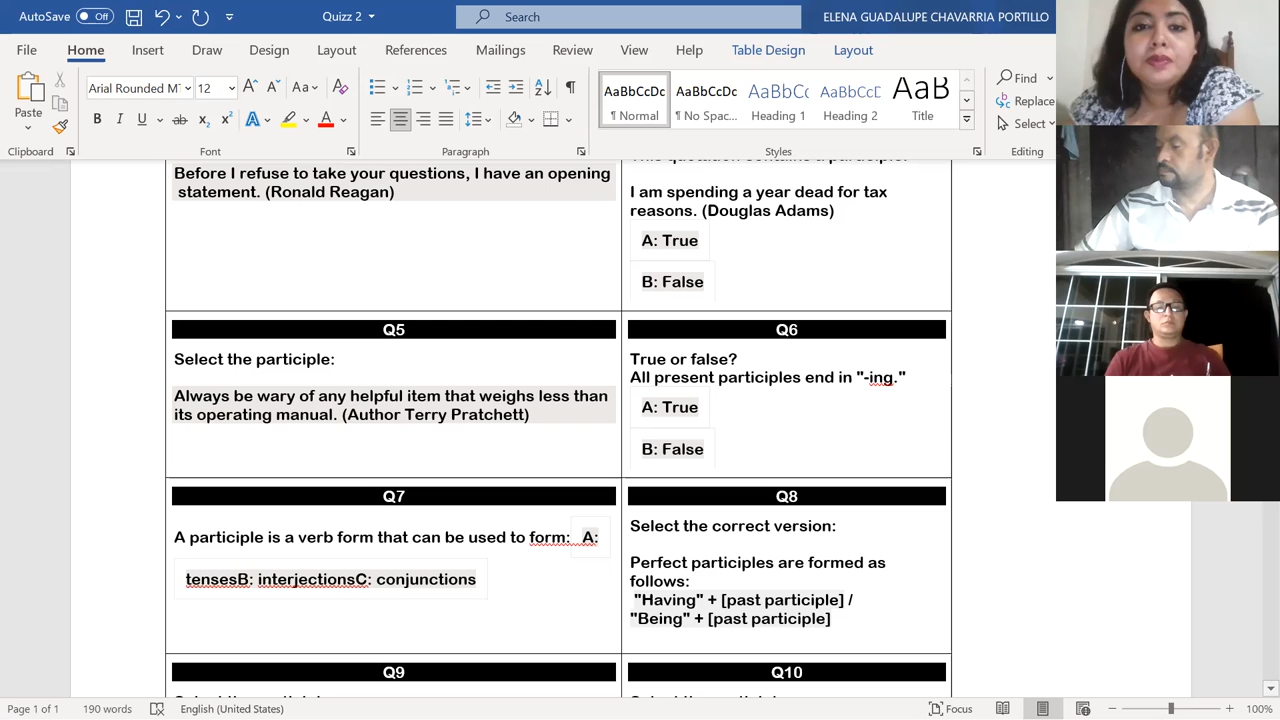 AutoSave Off Quizz 2 Search ELENA GUADALUPE CHAVARRIA PORTILLO
File Home Insert Draw Design Layout References Mailings Review View Help Table Design Layout
Paste
Arial Rounded MT 12 Aa
B I U ab x2 x2 A A
AaBbCcDc AaBbCcDc AaBbCc AaBbCcD AaB
¶ Normal ¶ No Spac... Heading 1 Heading 2 Title
Find
Replace
Select
Clipboard Font Paragraph Styles Editing
Before I refuse to take your questions, I have an opening
statement. (Ronald Reagan)
I am spending a year dead for tax
reasons. (Douglas Adams)
A: True
B: False
Q5
Select the participle:
Always be wary of any helpful item that weighs less than
its operating manual. (Author Terry Pratchett)
Q6
True or false?
All present participles end in "-ing."
A: True
B: False
Q7
A participle is a verb form that can be used to form: A:
tensesB: interjectionsC: conjunctions
Q8
Select the correct version:
Perfect participles are formed as
follows:
"Having" + [past participle] /
"Being" + [past participle]
Q9
Q10
Page 1 of 1 190 words English (United States) Focus 100%